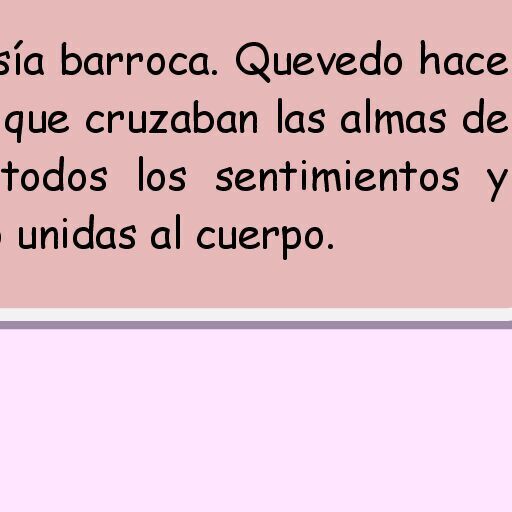 sía barroca. Quevedo hace
que cruzaban las almas de
todos los sentimientos y
unidas al cuerpo.